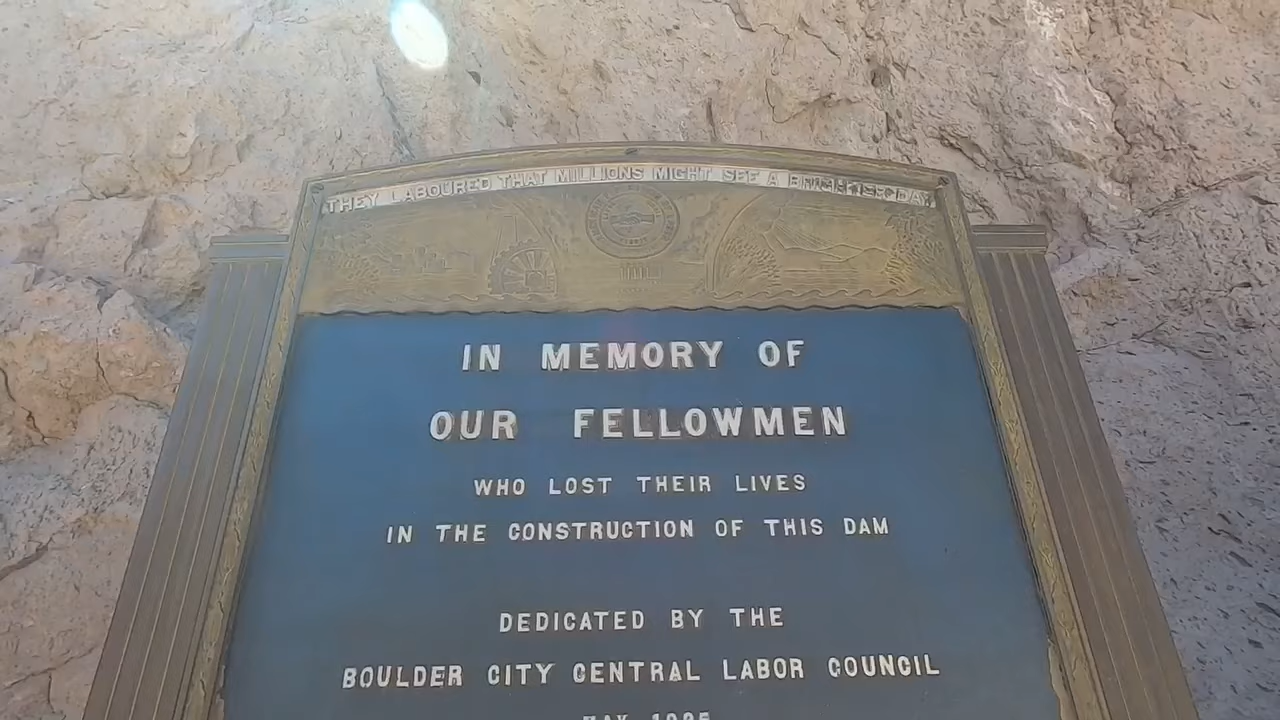 THEY LABOURED THAT MILLIONS MIGHT SEE A BRIGHTER DAY
IN MEMORY OF
OUR FELLOWMEN
WHO LOST THEIR LIVES
IN THE CONSTRUCTION OF THIS DAM
DEDICATED BY THE
BOULDER CITY CENTRAL LABOR COUNCIL
MAY